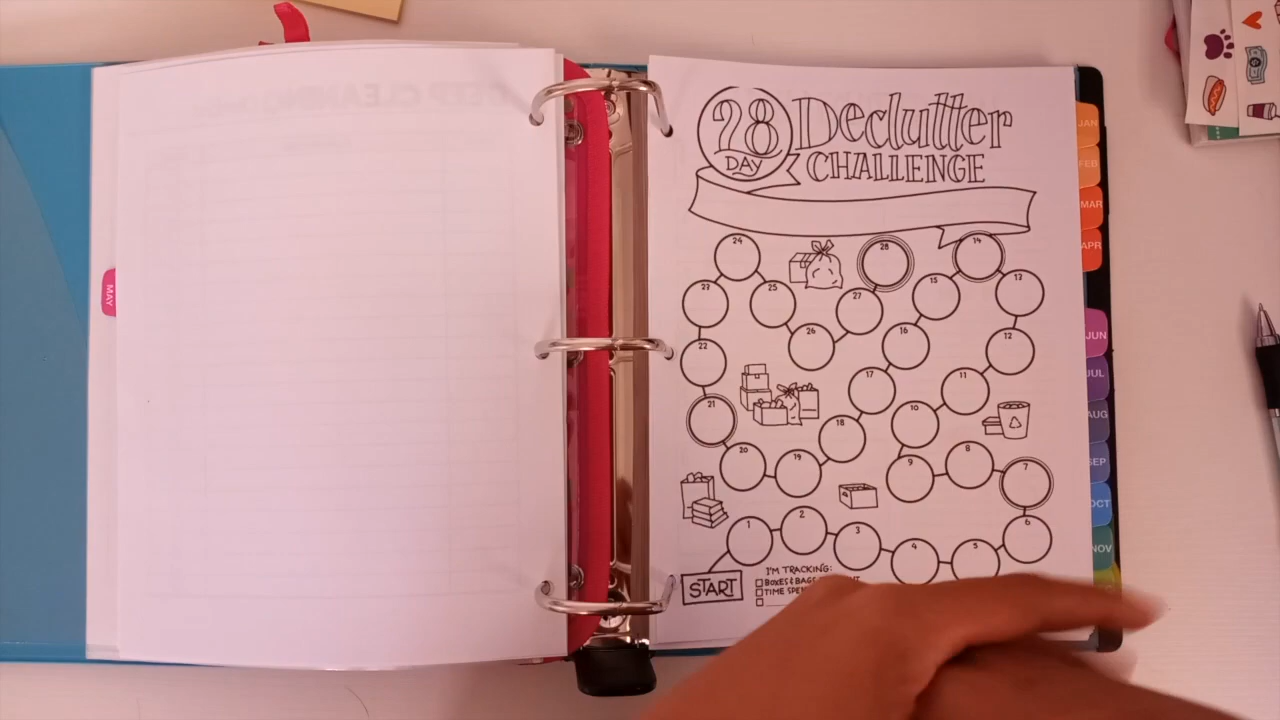 28
DAY
Declutter
CHALLENGE
24
28
14
23
25
27
15
13
26
16
22
12
17
11
21
10
18
20
19
9
8
7
1
2
3
4
5
6
START
I'M TRACKING:
BOXES & BAGS
TIME
MAY
JAN
FEB
MAR
APR
JUN
JUL
AUG
SEP
OCT
NOV
DEEP CLEANING